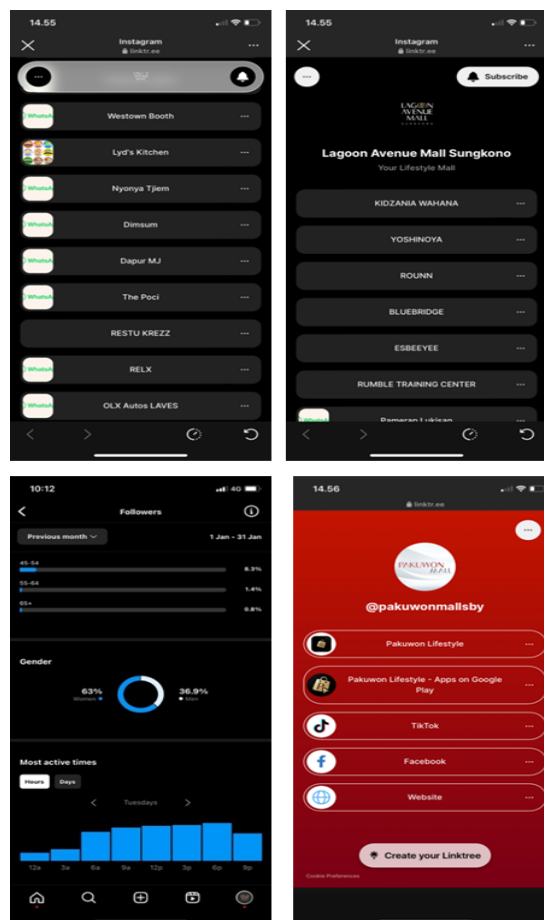 14.55
Instagram
linktr.ee
Westown Booth
Lyd's Kitchen
Nyonya Tjiem
Dimsum
Dapur MJ
The Poci
RESTU KREZZ
RELX
OLX Autos LAVES
14.55
Instagram
linktr.ee
Subscribe
LAGOON
AVENUE
MALL
SUNGKONO
Lagoon Avenue Mall Sungkono
Your Lifestyle Mall
KIDZANIA WAHANA
YOSHINOYA
ROUNN
BLUEBRIDGE
ESBEEYEE
RUMBLE TRAINING CENTER
Pameran Lukisan
10:12
4G
Followers
Previous month
1 Jan - 31 Jan
45-54
8.3%
55-64
1.4%
65+
0.8%
Gender
63%
Women
36.9%
Men
Most active times
Hours Days
Tuesdays
12a 3a 6a 9a 12p 3p 6p 9p
14.56
linktr.ee
PAKUWON
MALL
@pakuwonmallsby
Pakuwon Lifestyle
Pakuwon Lifestyle - Apps on Google
Play
TikTok
Facebook
Website
Create your Linktree
Cookie Preferences